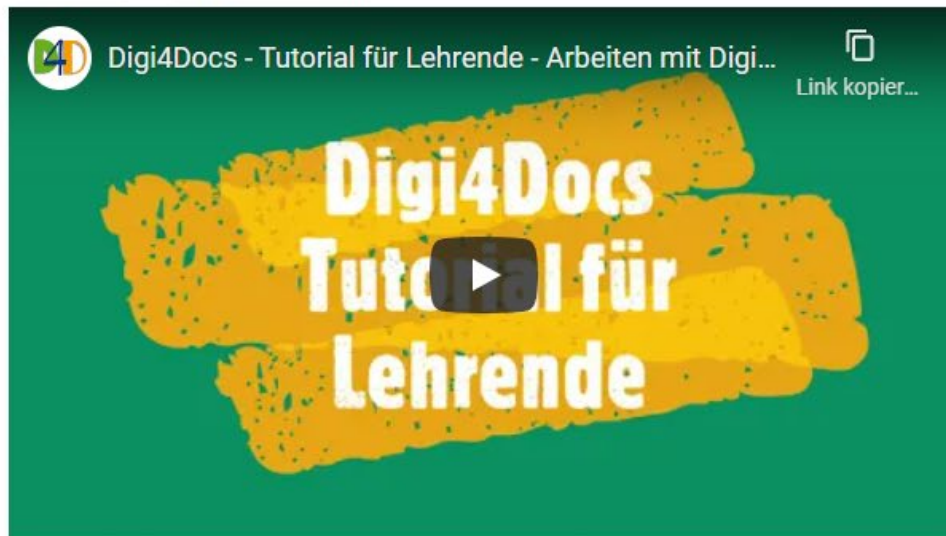 D4D
Digi4Docs - Tutorial für Lehrende - Arbeiten mit Digi...
Link kopier...
Digi4Docs
Tutorial für
Lehrende